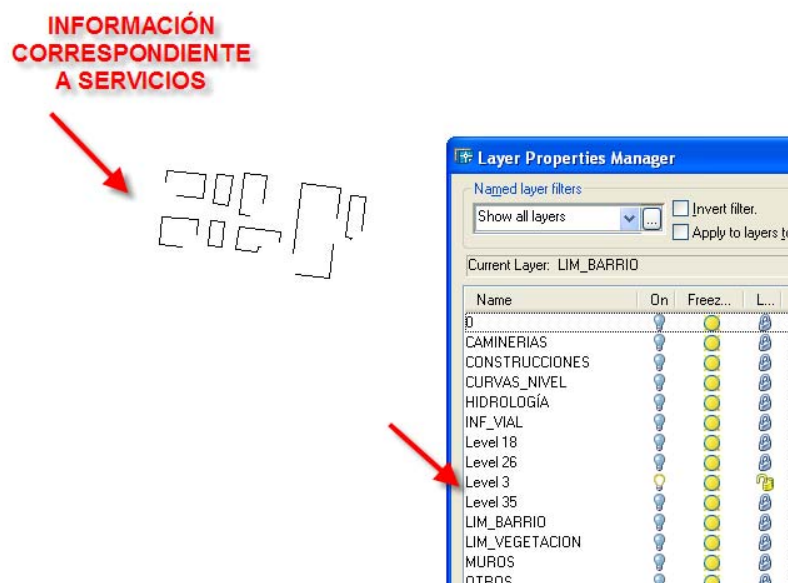 INFORMACIÓN
CORRESPONDIENTE
A SERVICIOS
Layer Properties Manager
Named layer filters
Show all layers
...
Invert filter.
Apply to layers
Current Layer: LIM_BARRIO
Name On Freez... L...
0
CAMINERIAS
CONSTRUCCIONES
CURVAS_NIVEL
HIDROLOGÍA
INF_VIAL
Level 18
Level 26
Level 3
Level 35
LIM_BARRIO
LIM_VEGETACION
MUROS
OTROS